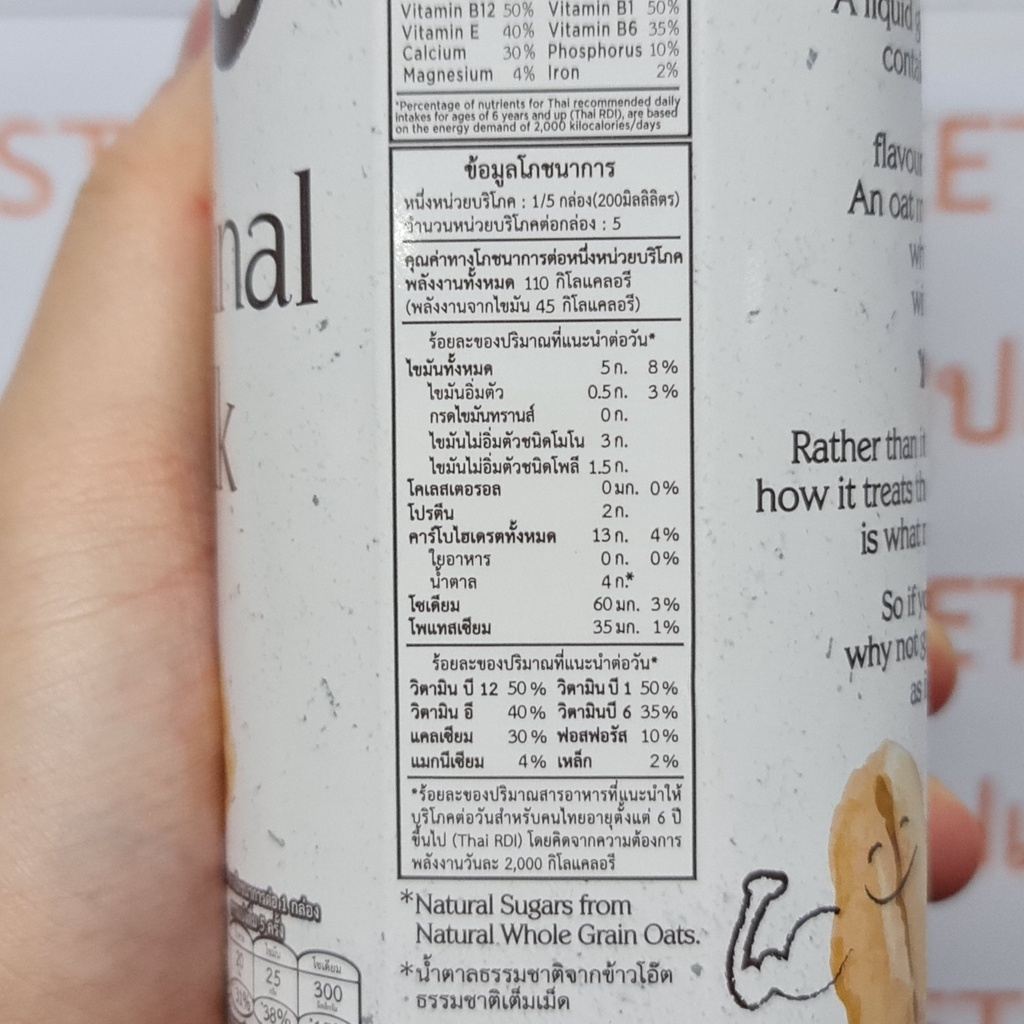 Vitamin B12 50% Vitamin B1 50%
Vitamin E 40% Vitamin B6 35%
Calcium 30% Phosphorus 10%
Magnesium 4% Iron 2%
*Percentage of nutrients for Thai recommended daily
intakes for ages of 6 years and up (Thai RDI), are based
on the energy demand of 2,000 kilocalories/days
ข้อมูลโภชนาการ
หนึ่งหน่วยบริโภค : 1/5 กล่อง(200มิลลิลิตร)
จำนวนหน่วยบริโภคต่อกล่อง : 5
คุณค่าทางโภชนาการต่อหนึ่งหน่วยบริโภค
พลังงานทั้งหมด 110 กิโลแคลอรี
(พลังงานจากไขมัน 45 กิโลแคลอรี)
ร้อยละของปริมาณที่แนะนำต่อวัน*
ไขมันทั้งหมด 5 ก. 8 %
ไขมันอิ่มตัว 0.5 ก. 3 %
กรดไขมันทรานส์ 0 ก.
ไขมันไม่อิ่มตัวชนิดโมโน 3 ก.
ไขมันไม่อิ่มตัวชนิดโพลี 1.5 ก.
โคเลสเตอรอล 0 มก. 0%
โปรตีน 2 ก.
คาร์โบไฮเดรตทั้งหมด 13 ก. 4%
ใยอาหาร 0 ก. 0%
น้ำตาล 4 ก.*
โซเดียม 60 มก. 3%
โพแทสเซียม 35 มก. 1%
ร้อยละของปริมาณที่แนะนำต่อวัน*
วิตามิน บี 12 50 % วิตามิน บี 1 50%
วิตามิน อี 40% วิตามินบี 6 35%
แคลเซียม 30 % ฟอสฟอรัส 10%
แมกนีเซียม 4% เหล็ก 2%
*ร้อยละของปริมาณสารอาหารที่แนะนำให้
บริโภคต่อวันสำหรับคนไทยอายุตั้งแต่ 6 ปี
ขึ้นไป (Thai RDI) โดยคิดจากความต้องการ
พลังงานวันละ 2,000 กิโลแคลอรี
*Natural Sugars from
Natural Whole Grain Oats.
*น้ำตาลธรรมชาติจากข้าวโอ๊ต
ธรรมชาติเต็มเม็ด
nal
k
A liquid
flavour
An oat
Rather than it
how it treats
is what
So if
why not
as
1 กล่อง
5 ครั้ง
โซเดียม
25
300
38%